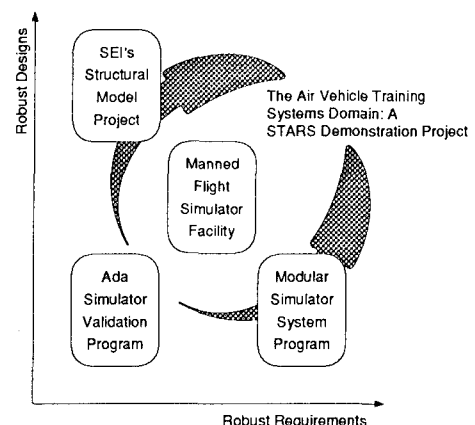 Robust Designs
SEI's
Structural
Model
Project
The Air Vehicle Training
Systems Domain: A
STARS Demonstration Project
Manned
Flight
Simulator
Facility
Ada
Simulator
Validation
Program
Modular
Simulator
System
Program
Robust Requirements